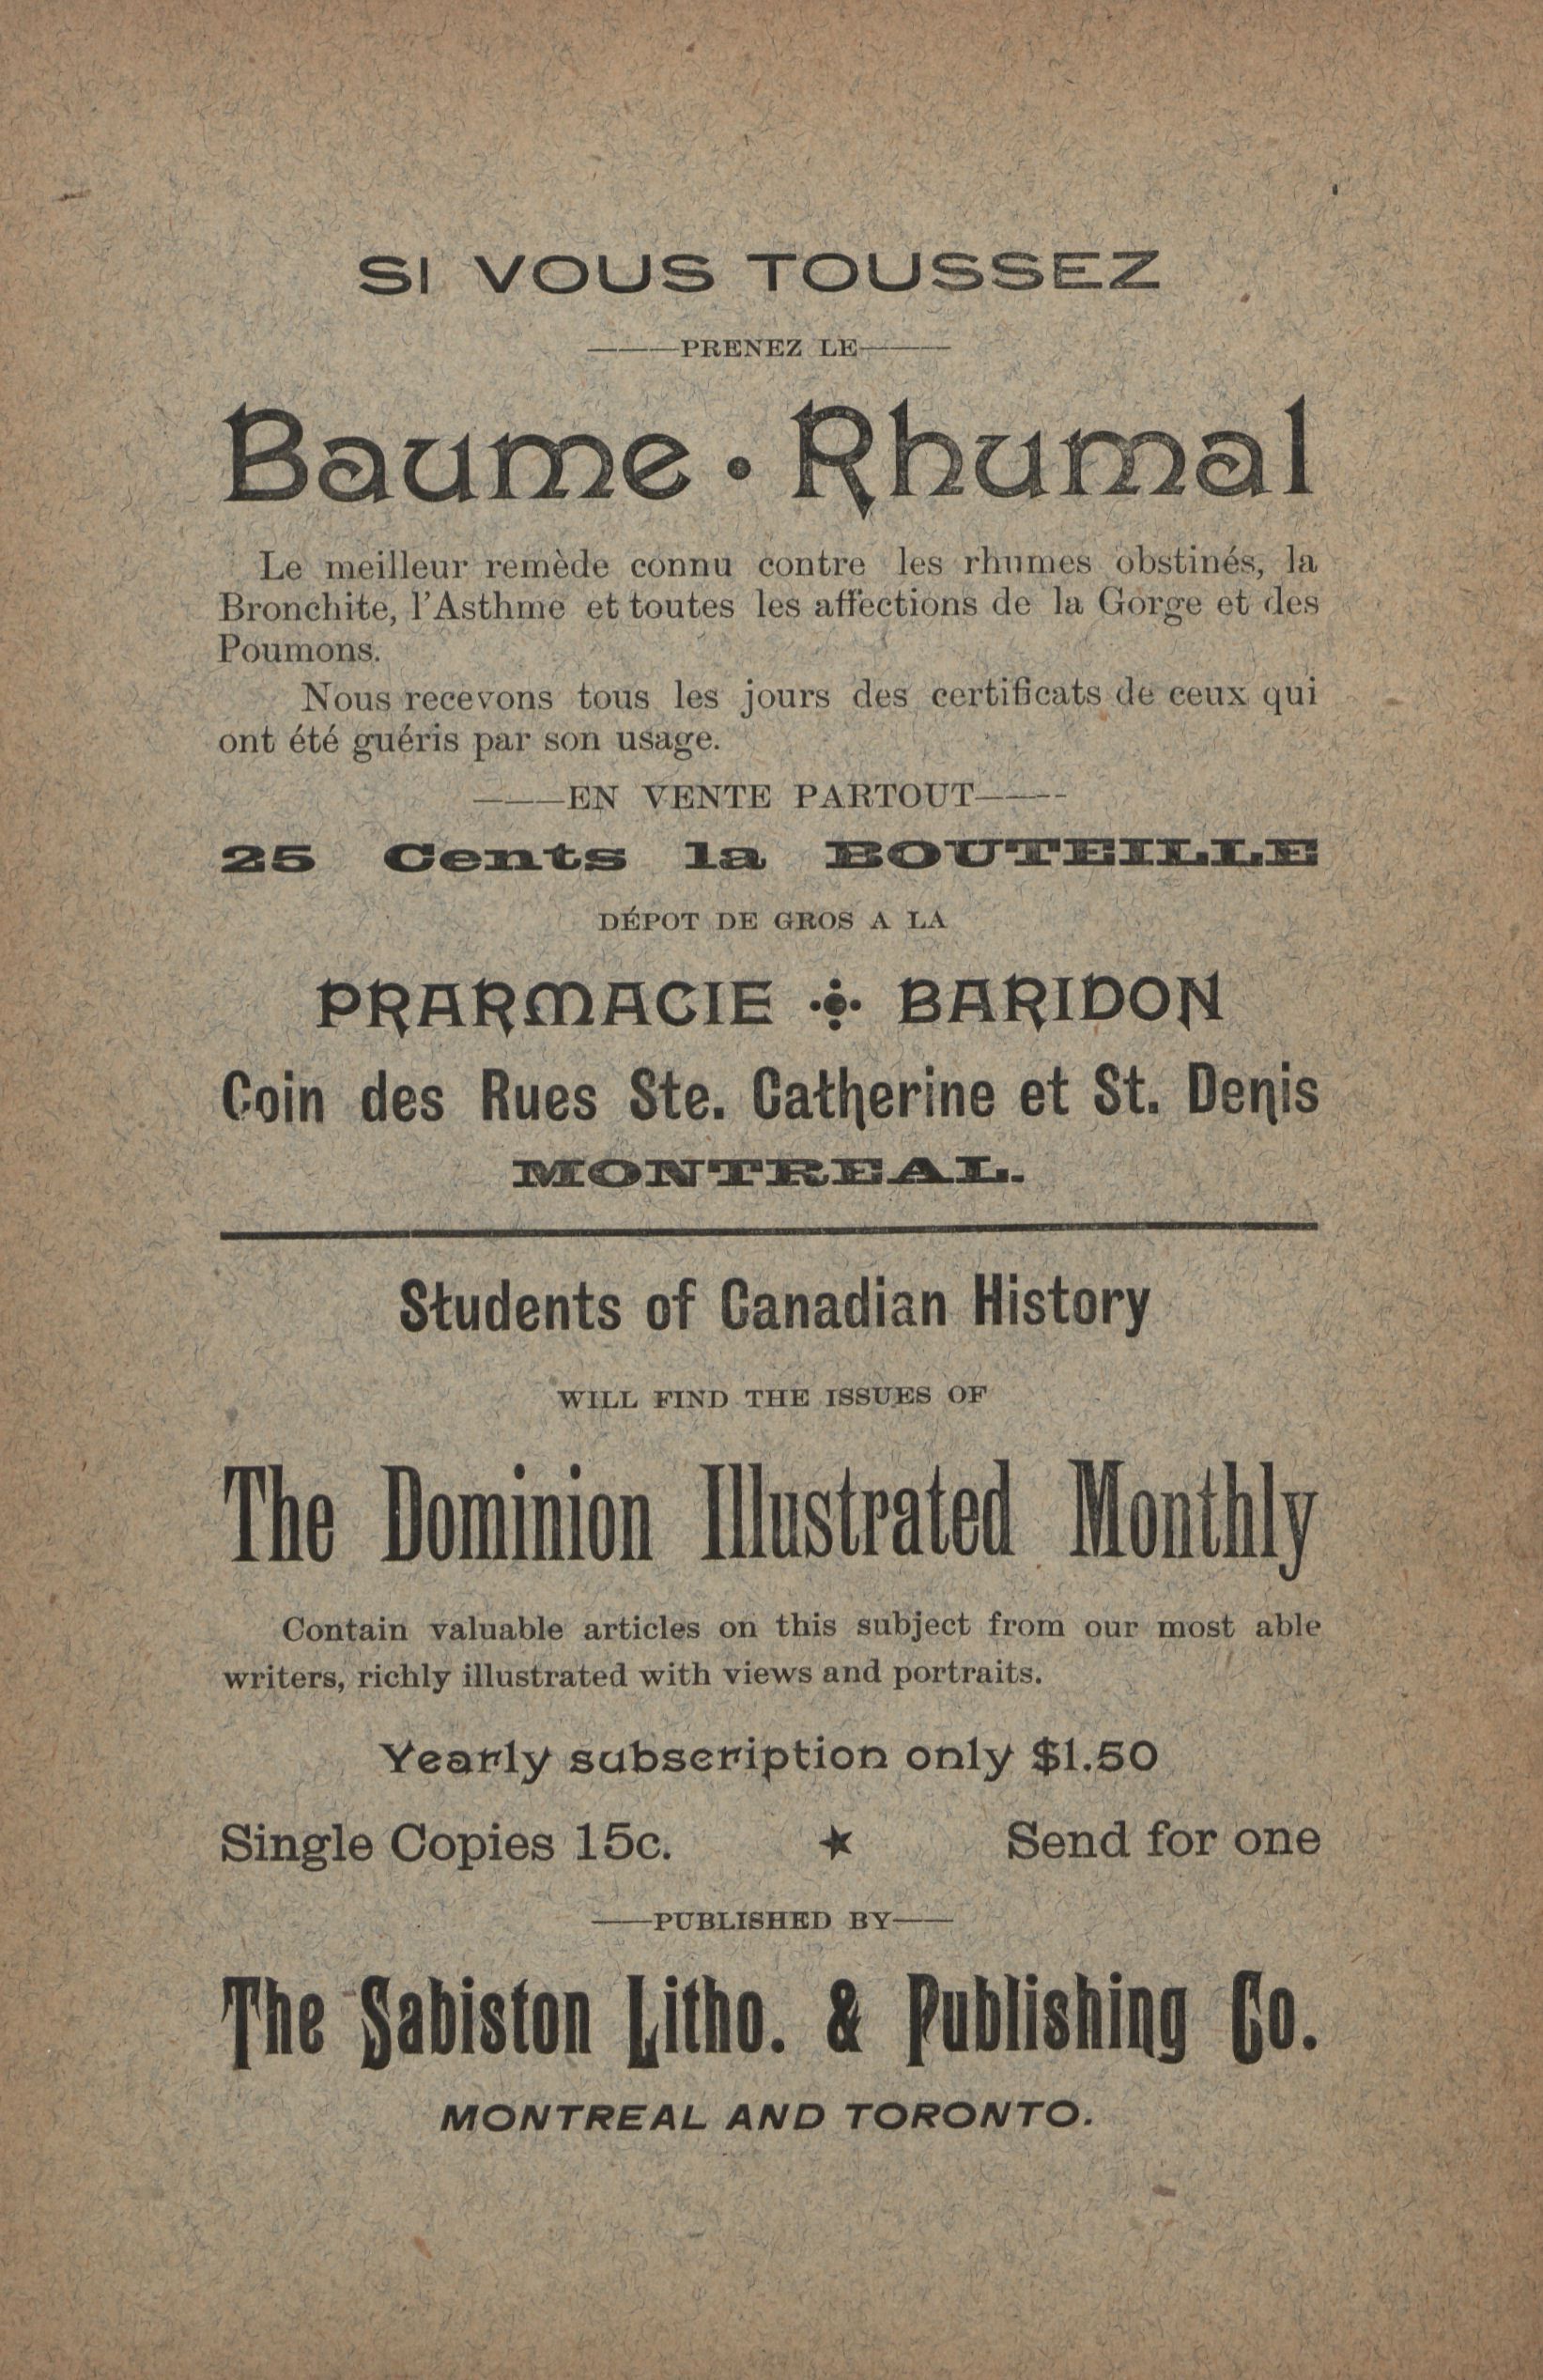 SI VOUS TOUSSEZ
———PRENEZ LE———
Baume • Rhumal
Le meilleur remède connu contre les rhumes obstinés, la
Bronchite, l'Asthme et toutes les affections de la Gorge et des
Poumons.
Nous recevons tous les jours des certificats de ceux qui
ont été guéris par son usage.
———EN VENTE PARTOUT———
25 Cents la BOUTEILLE
DÉPOT DE GROS A LA
PRARMACIE BARIDON
Coin des Rues Ste. Catherine et St. Denis
MONTREAL.
Students of Canadian History
WILL FIND THE ISSUES OF
The Dominion Illustrated Monthly
Contain valuable articles on this subject from our most able
writers, richly illustrated with views and portraits.
Yearly subscription only $1.50
Single Copies 15c. ★ Send for one
——PUBLISHED BY——
The Sabiston Litho. & Publishing Co.
MONTREAL AND TORONTO.